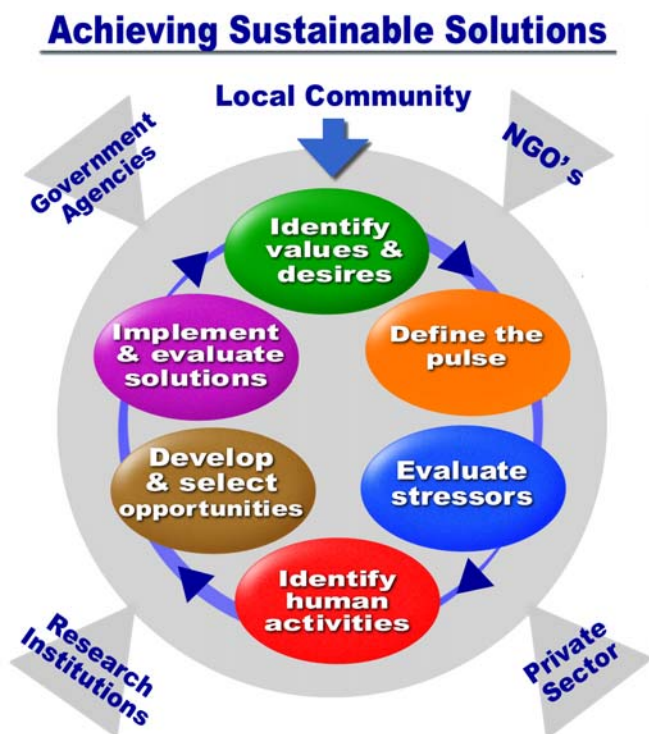 Achieving Sustainable Solutions
Local Community
Government
Agencies
NGO's
Identify
values &
desires
Define the
pulse
Evaluate
stressors
Identify
human
activities
Develop
& select
opportunities
Implement
& evaluate
solutions
Research
Institutions
Private
Sector